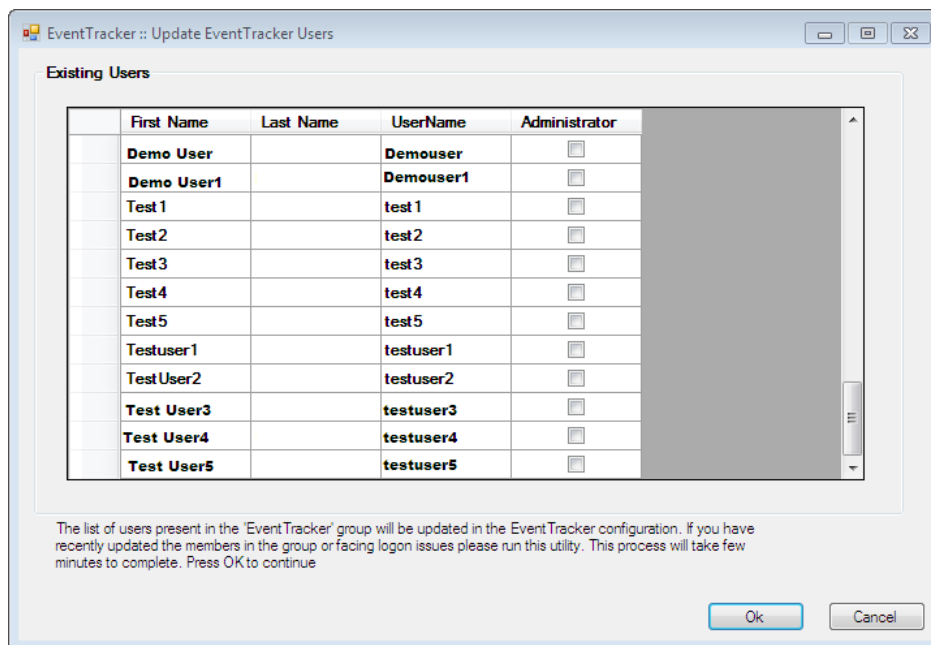 EventTracker :: Update EventTracker Users
Existing Users
First Name Last Name UserName Administrator
Demo User Demouser
Demo User1 Demouser1
Test1 test1
Test2 test2
Test3 test3
Test4 test4
Test5 test5
Testuser1 testuser1
TestUser2 testuser2
Test User3 testuser3
Test User4 testuser4
Test User5 testuser5
The list of users present in the 'EventTracker' group will be updated in the EventTracker configuration. If you have
recently updated the members in the group or facing logon issues please run this utility. This process will take few
minutes to complete. Press OK to continue
Ok Cancel